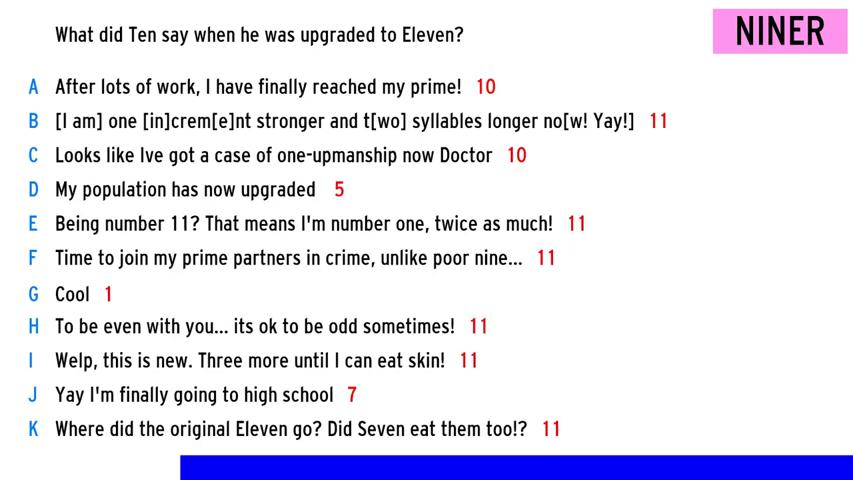 What did Ten say when he was upgraded to Eleven?
NINER
A After lots of work, I have finally reached my prime! 10
B [I am] one [in]crem[e]nt stronger and t[wo] syllables longer no[w! Yay!] 11
C Looks like Ive got a case of one-upmanship now Doctor 10
D My population has now upgraded 5
E Being number 11? That means I'm number one, twice as much! 11
F Time to join my prime partners in crime, unlike poor nine... 11
G Cool 1
H To be even with you... its ok to be odd sometimes! 11
I Welp, this is new. Three more until I can eat skin! 11
J Yay I'm finally going to high school 7
K Where did the original Eleven go? Did Seven eat them too!? 11